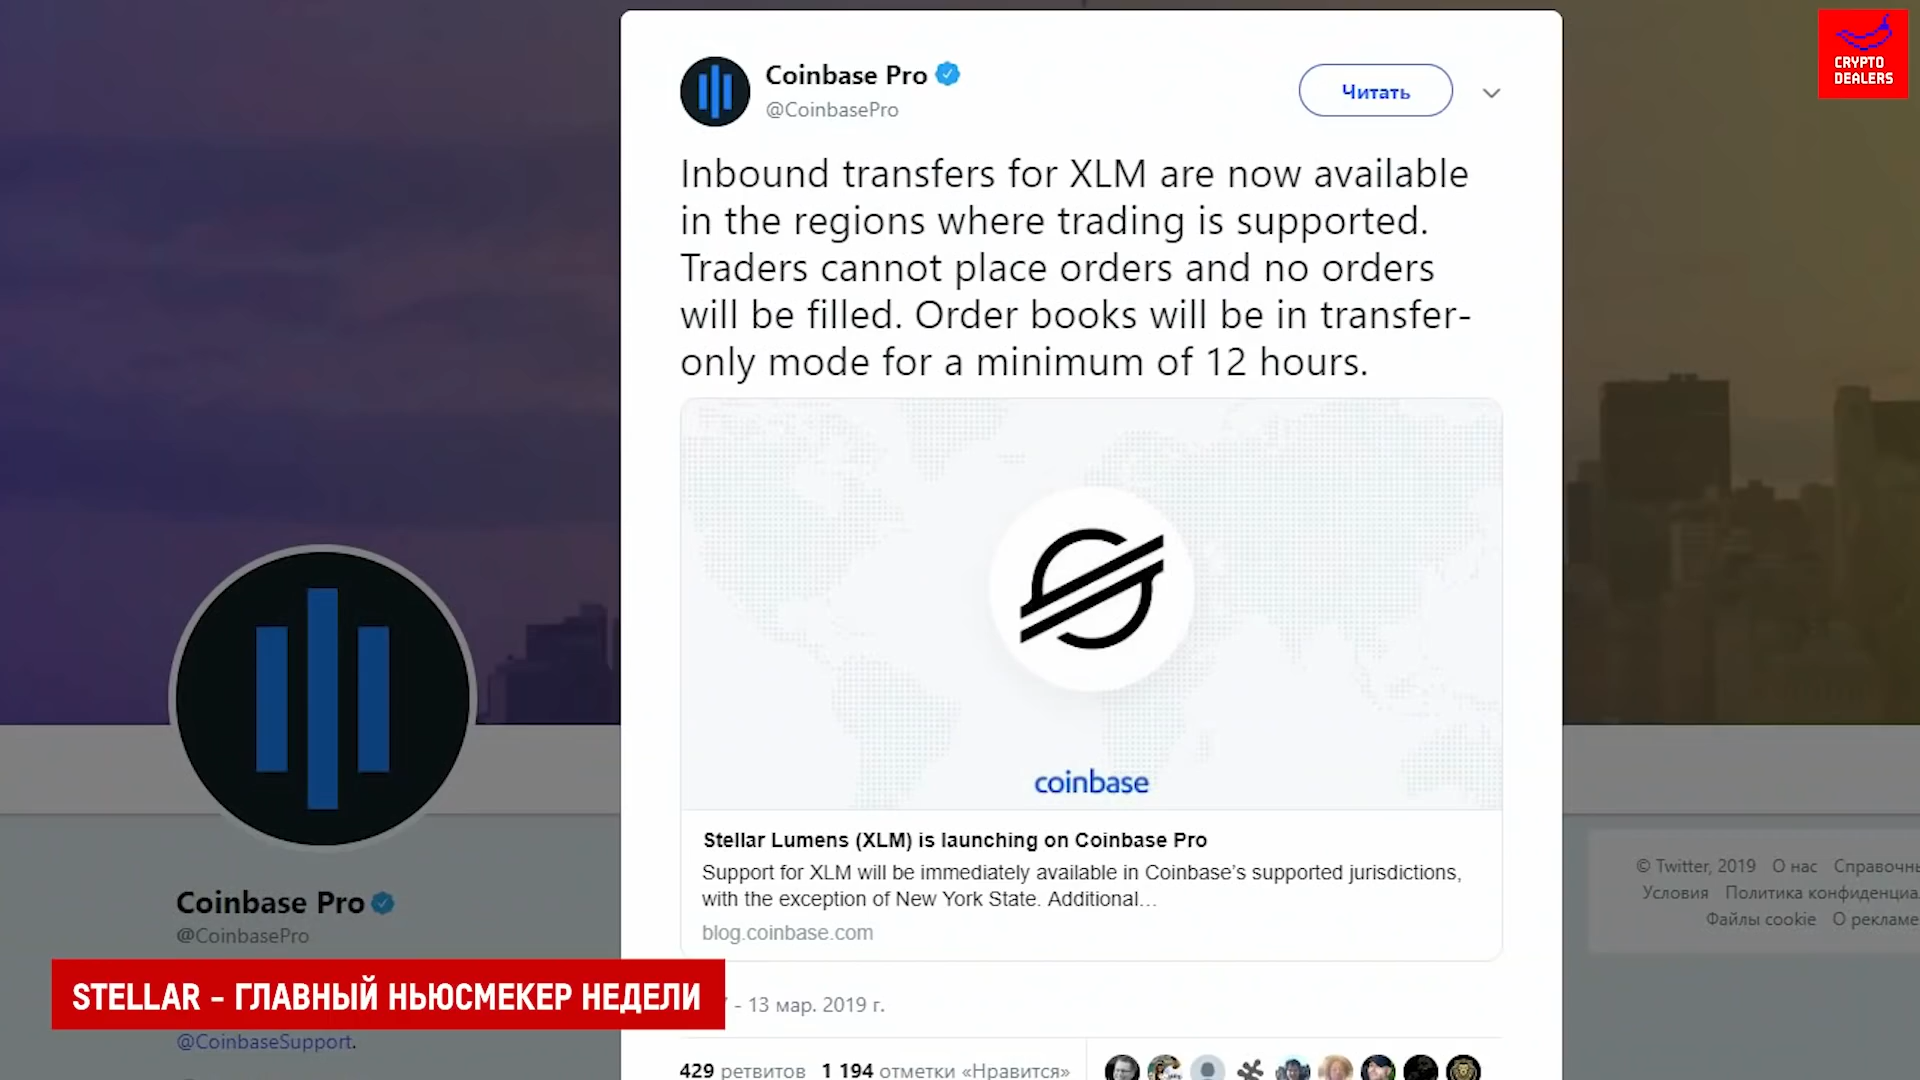 CRYPTO
DEALERS
Coinbase Pro
@CoinbasePro
Читать
Inbound transfers for XLM are now available
in the regions where trading is supported.
Traders cannot place orders and no orders
will be filled. Order books will be in transfer-
only mode for a minimum of 12 hours.
coinbase
Stellar Lumens (XLM) is launching on Coinbase Pro
Support for XLM will be immediately available in Coinbase's supported jurisdictions,
with the exception of New York State. Additional...
blog.coinbase.com
- 13 мар. 2019 г.
429 ретвитов 1 194 отметки «Нравится»
Coinbase Pro
@CoinbasePro
STELLAR - ГЛАВНЫЙ НЬЮСМЕКЕР НЕДЕЛИ
@CoinbaseSupport.
© Twitter, 2019 О нас
Условия Политика
Файлы cookie О рекламе